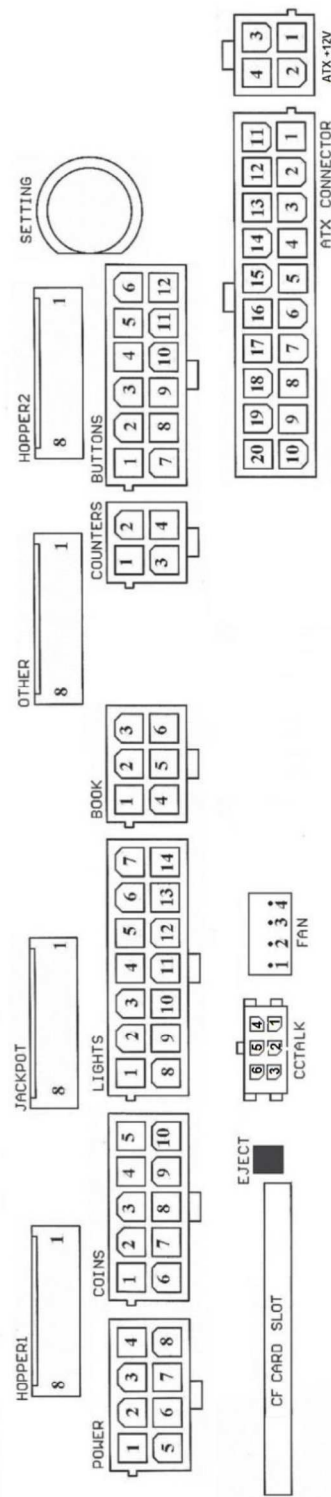 HOPPER1
8 1
JACKPOT
8 1
OTHER
8 1
HOPPER2
8 1
SETTING
POWER
1 2 3 4
5 6 7 8
COINS
1 2 3 4 5
6 7 8 9 10
LIGHTS
1 2 3 4 5 6 7
8 9 10 11 12 13 14
BOOK
1 2 3
4 5 6
COUNTERS
1 2
3 4
BUTTONS
1 2 3 4 5 6
7 8 9 10 11 12
CF CARD SLOT
EJECT
6 5 4
3 2 1
CCTALK
1 2 3 4
FAN
20 19 18 17 16 15 14 13 12 11
10 9 8 7 6 5 4 3 2 1
ATX CONNECTOR
4 3
2 1
ATX +12V